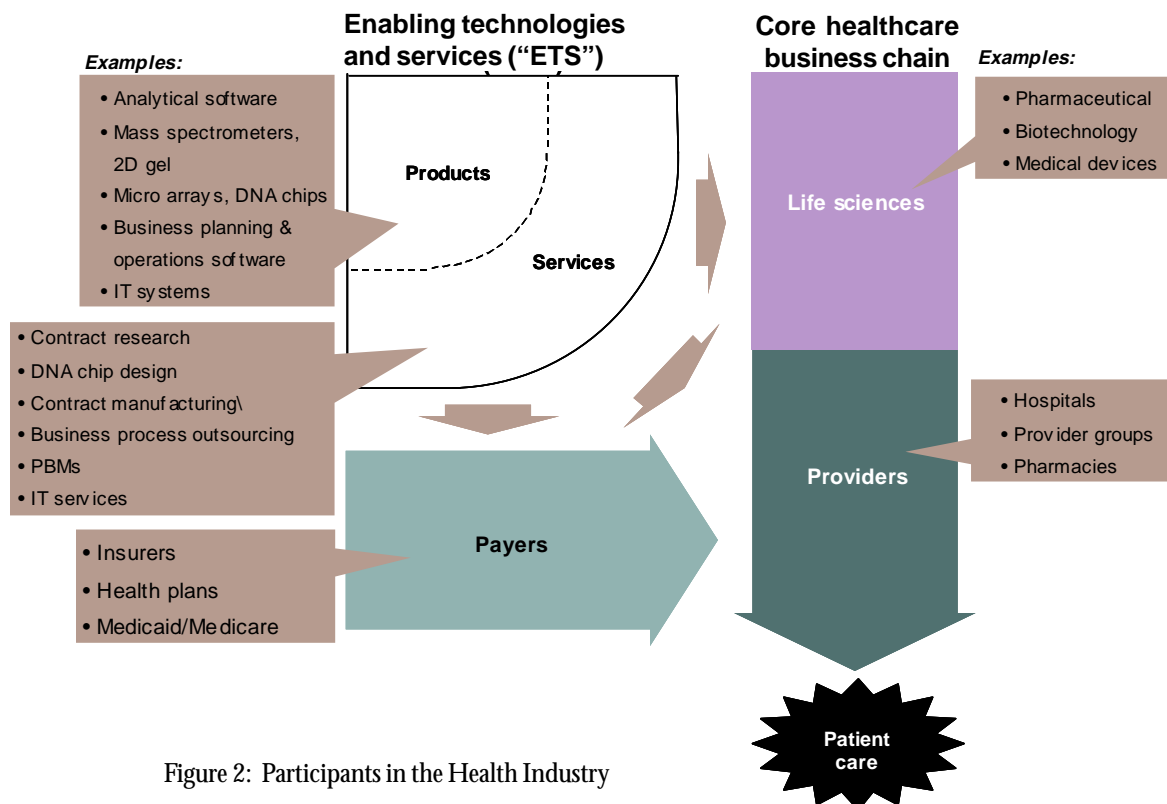 Enabling technologies
and services (“ETS”)
Core healthcare
business chain
Examples:
• Analytical software
• Mass spectrometers,
2D gel
• Micro arrays, DNA chips
• Business planning &
operations software
• IT systems
Products
Services
• Contract research
• DNA chip design
• Contract manufacturing\
• Business process outsourcing
• PBMs
• IT services
• Insurers
• Health plans
• Medicaid/Medicare
Payers
Examples:
• Pharmaceutical
• Biotechnology
• Medical devices
Life sciences
• Hospitals
• Provider groups
• Pharmacies
Providers
Patient
care
Figure 2: Participants in the Health Industry